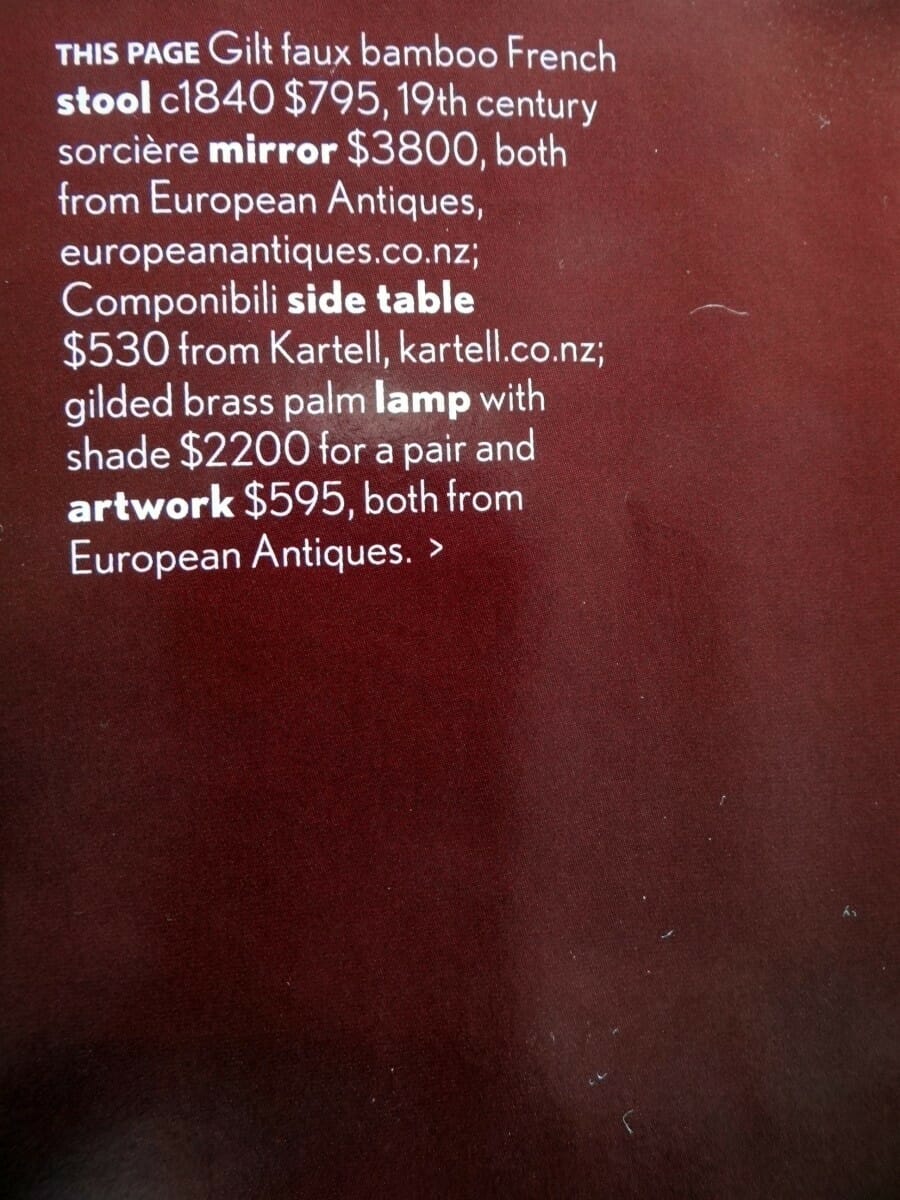 THIS PAGE Gilt faux bamboo French
stool c1840 $795, 19th century
sorcière mirror $3800, both
from European Antiques,
europeanantiques.co.nz;
Componibili side table
$530 from Kartell, kartell.co.nz;
gilded brass palm lamp with
shade $2200 for a pair and
artwork $595, both from
European Antiques. >